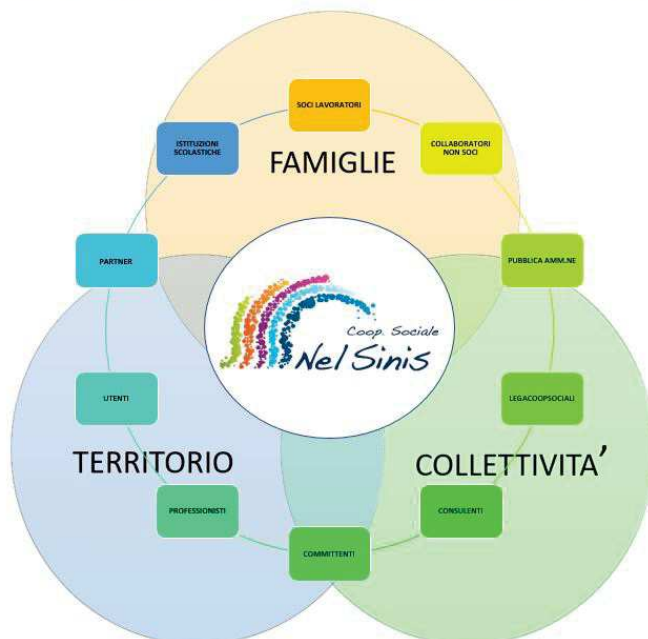 SOCI LAVORATORI
ISTITUZIONI
SCOLASTICHE
COLLABORATORI
NON SOCI
FAMIGLIE
PARTNER
PUBBLICA AMM.NE
Coop. Sociale
Nel Sinis
UTENTI
LEGACOOPSOCIALI
TERRITORIO
COLLETTIVITA’
PROFESSIONISTI
CONSULENTI
COMMITTENTI